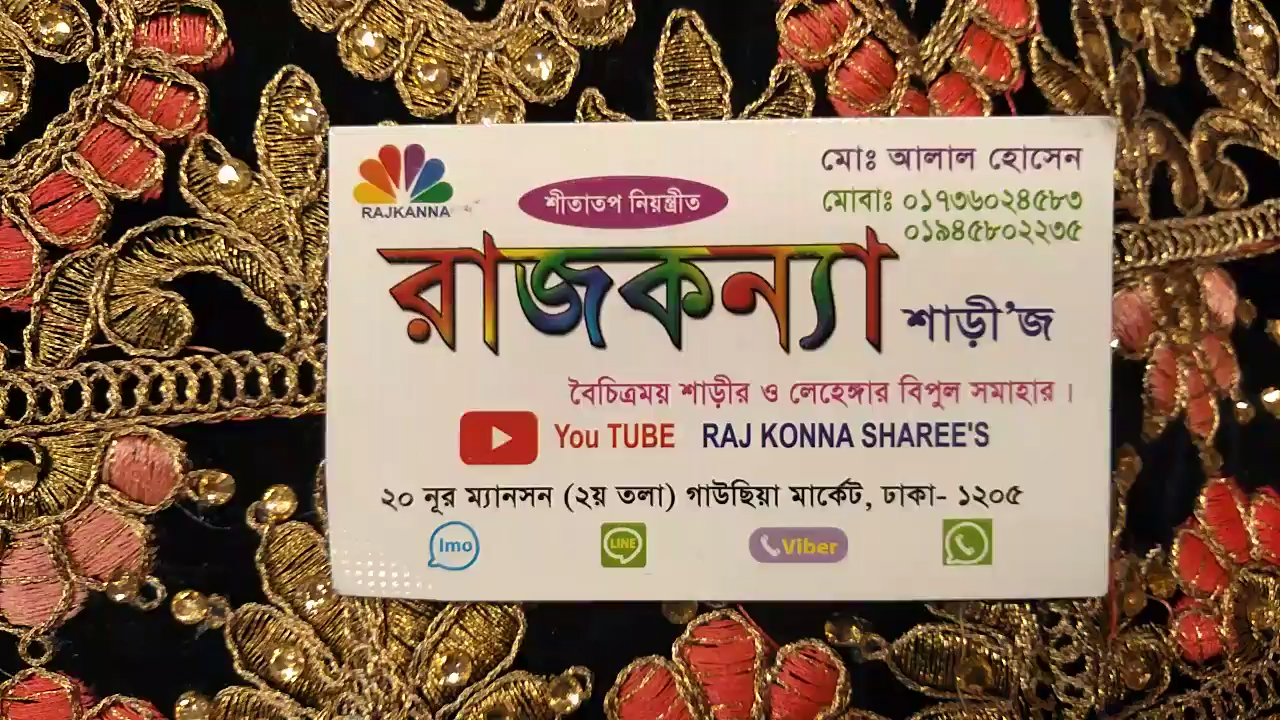 RAJKANNA
শীতাতপ নিয়ন্ত্রীত
মোঃ আলাল হোসেন
মোবাঃ ০১৭৩৬০২৪৫৮৩
০১৯৪৫৮০২২৩৫
রাজকন্যা শাড়ী'জ
বৈচিত্রময় শাড়ীর ও লেহেঙ্গার বিপুল সমাহার ।
You TUBE RAJ KONNA SHAREE'S
২০ নূর ম্যানসন (২য় তলা) গাউছিয়া মার্কেট, ঢাকা- ১২০৫
Imo LINE Viber